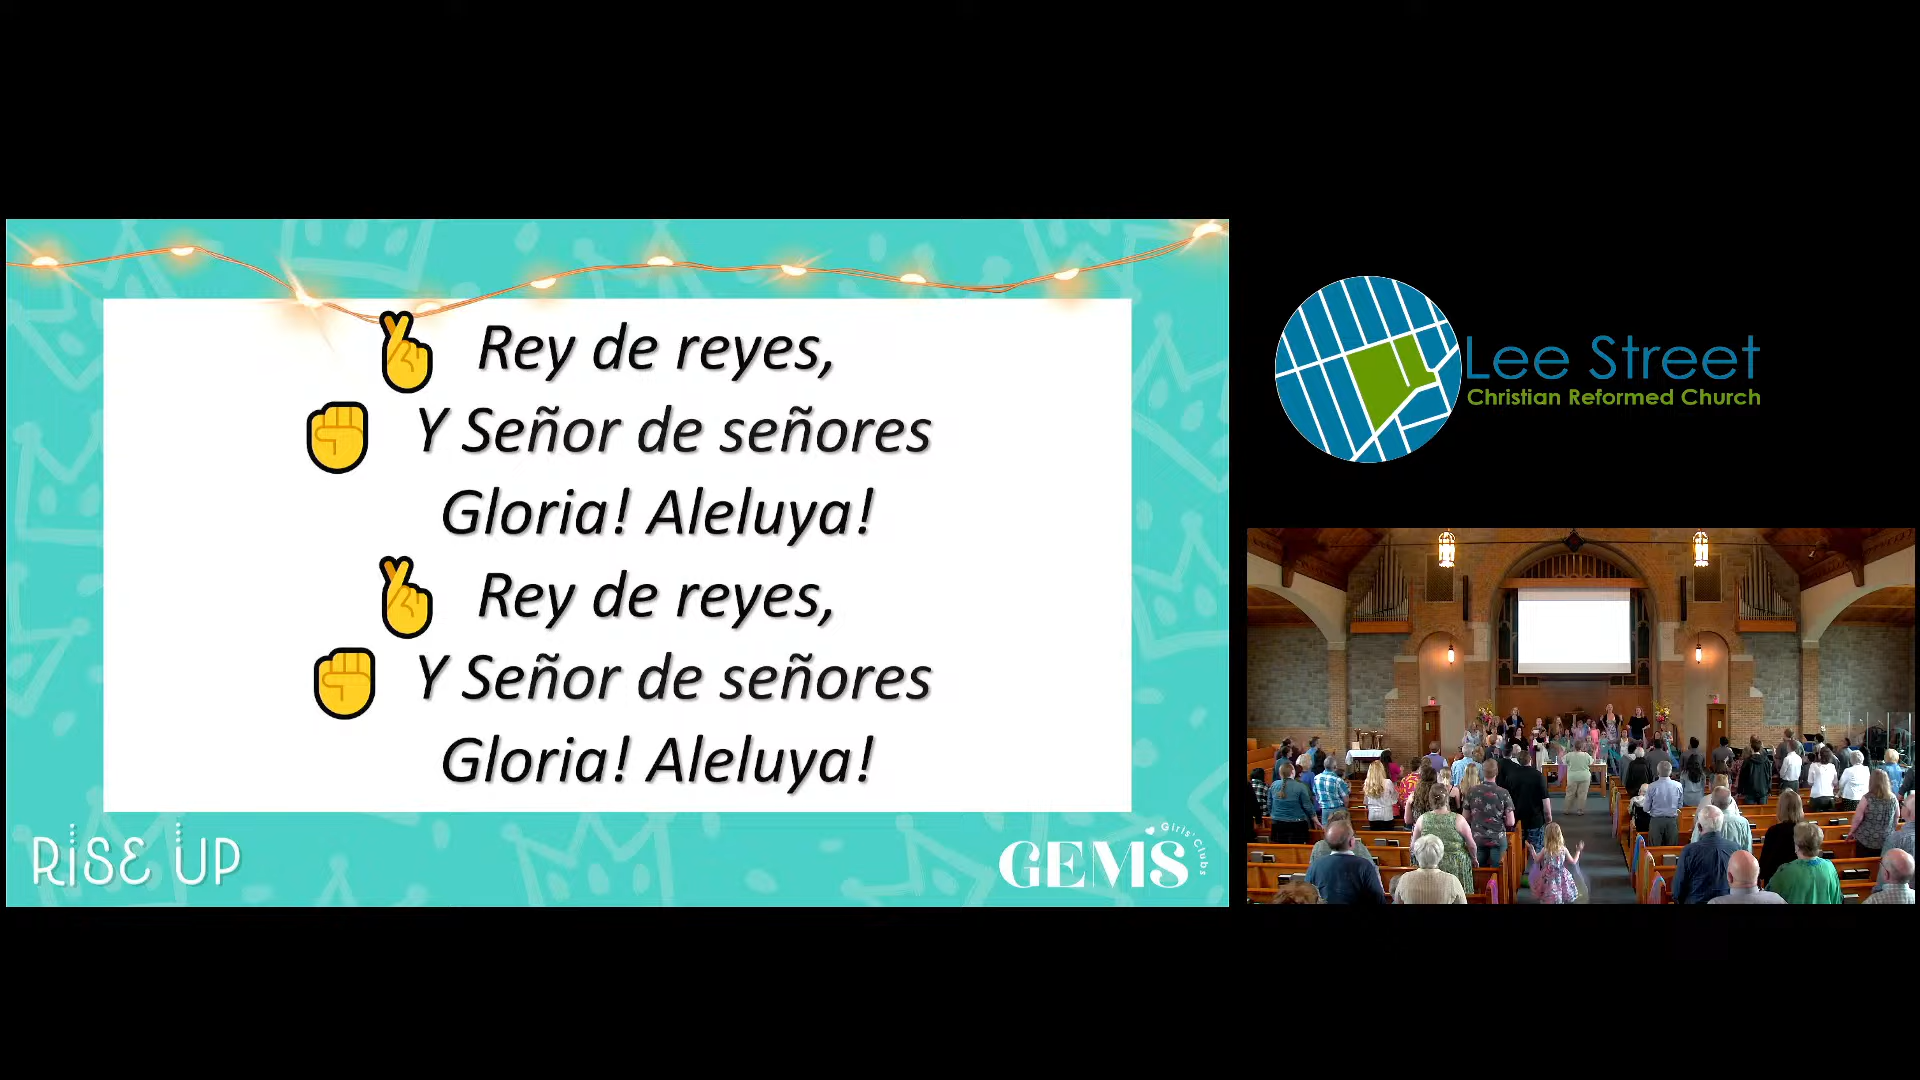 Rey de reyes,
Y Señor de señores
Gloria! Aleluya!
Rey de reyes,
Y Señor de señores
Gloria! Aleluya!
RISE UP
GEMS
Girls' Clubs
Lee Street
Christian Reformed Church